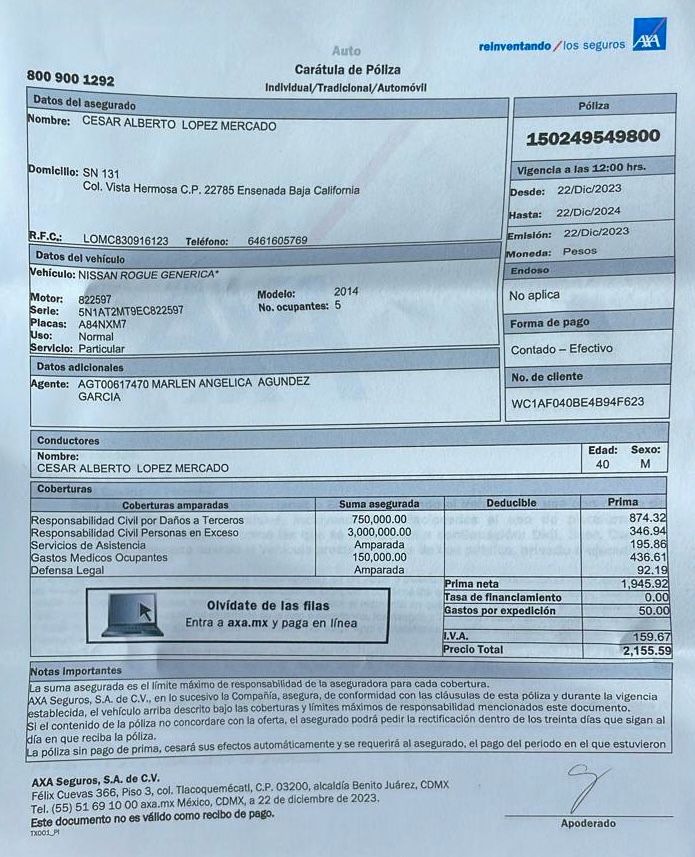 reinventando / los seguros AXA
Auto
Carátula de Póliza
Individual/Tradicional/Automóvil
800 900 1292
Datos del asegurado
Nombre: CESAR ALBERTO LOPEZ MERCADO
Domicilio: SN 131
Col. Vista Hermosa C.P. 22785 Ensenada Baja California
R.F.C.: LOMC830916123 Teléfono: 6461605769
Póliza
150249549800
Vigencia a las 12:00 hrs.
Desde: 22/Dic/2023
Hasta: 22/Dic/2024
Emisión: 22/Dic/2023
Moneda: Pesos
Datos del vehículo
Vehículo: NISSAN ROGUE GENERICA*
Motor: 822597 Modelo: 2014
Serie: 5N1AT2MT9EC822597 No. ocupantes: 5
Placas: A84NXM7
Uso: Normal
Servicio: Particular
Endoso
No aplica
Forma de pago
Contado – Efectivo
Datos adicionales
Agente: AGT00617470 MARLEN ANGELICA AGUNDEZ
GARCIA
No. de cliente
WC1AF040BE4B94F623
Conductores
Nombre: Edad: Sexo:
CESAR ALBERTO LOPEZ MERCADO 40 M
Coberturas
Coberturas amparadas Suma asegurada Deducible Prima
Responsabilidad Civil por Daños a Terceros 750,000.00 874.32
Responsabilidad Civil Personas en Exceso 3,000,000.00 346.94
Servicios de Asistencia Amparada 195.86
Gastos Medicos Ocupantes 150,000.00 436.61
Defensa Legal Amparada 92.19
Prima neta 1,945.92
Tasa de financiamiento 0.00
Gastos por expedición 50.00
I.V.A. 159.67
Precio Total 2,155.59
Olvídate de las filas
Entra a axa.mx y paga en línea
Notas Importantes
La suma asegurada es el límite máximo de responsabilidad de la aseguradora para cada cobertura.
AXA Seguros, S.A. de C.V., en lo sucesivo la Compañía, asegura, de conformidad con las cláusulas de esta póliza y durante la vigencia
establecida, el vehículo arriba descrito bajo las coberturas y límites máximos de responsabilidad mencionados este documento.
Si el contenido de la póliza no concordare con la oferta, el asegurado podrá pedir la rectificación dentro de los treinta días que sigan al
día en que reciba la póliza.
La póliza sin pago de prima, cesará sus efectos automáticamente y se requerirá al asegurado, el pago del periodo en el que estuvieron
AXA Seguros, S.A. de C.V.
Félix Cuevas 366, Piso 3, col. Tlacoquemécatl, C.P. 03200, alcaldía Benito Juárez, CDMX
Tel. (55) 51 69 10 00 axa.mx México, CDMX, a 22 de diciembre de 2023.
Este documento no es válido como recibo de pago.
TX001_PI
Apoderado